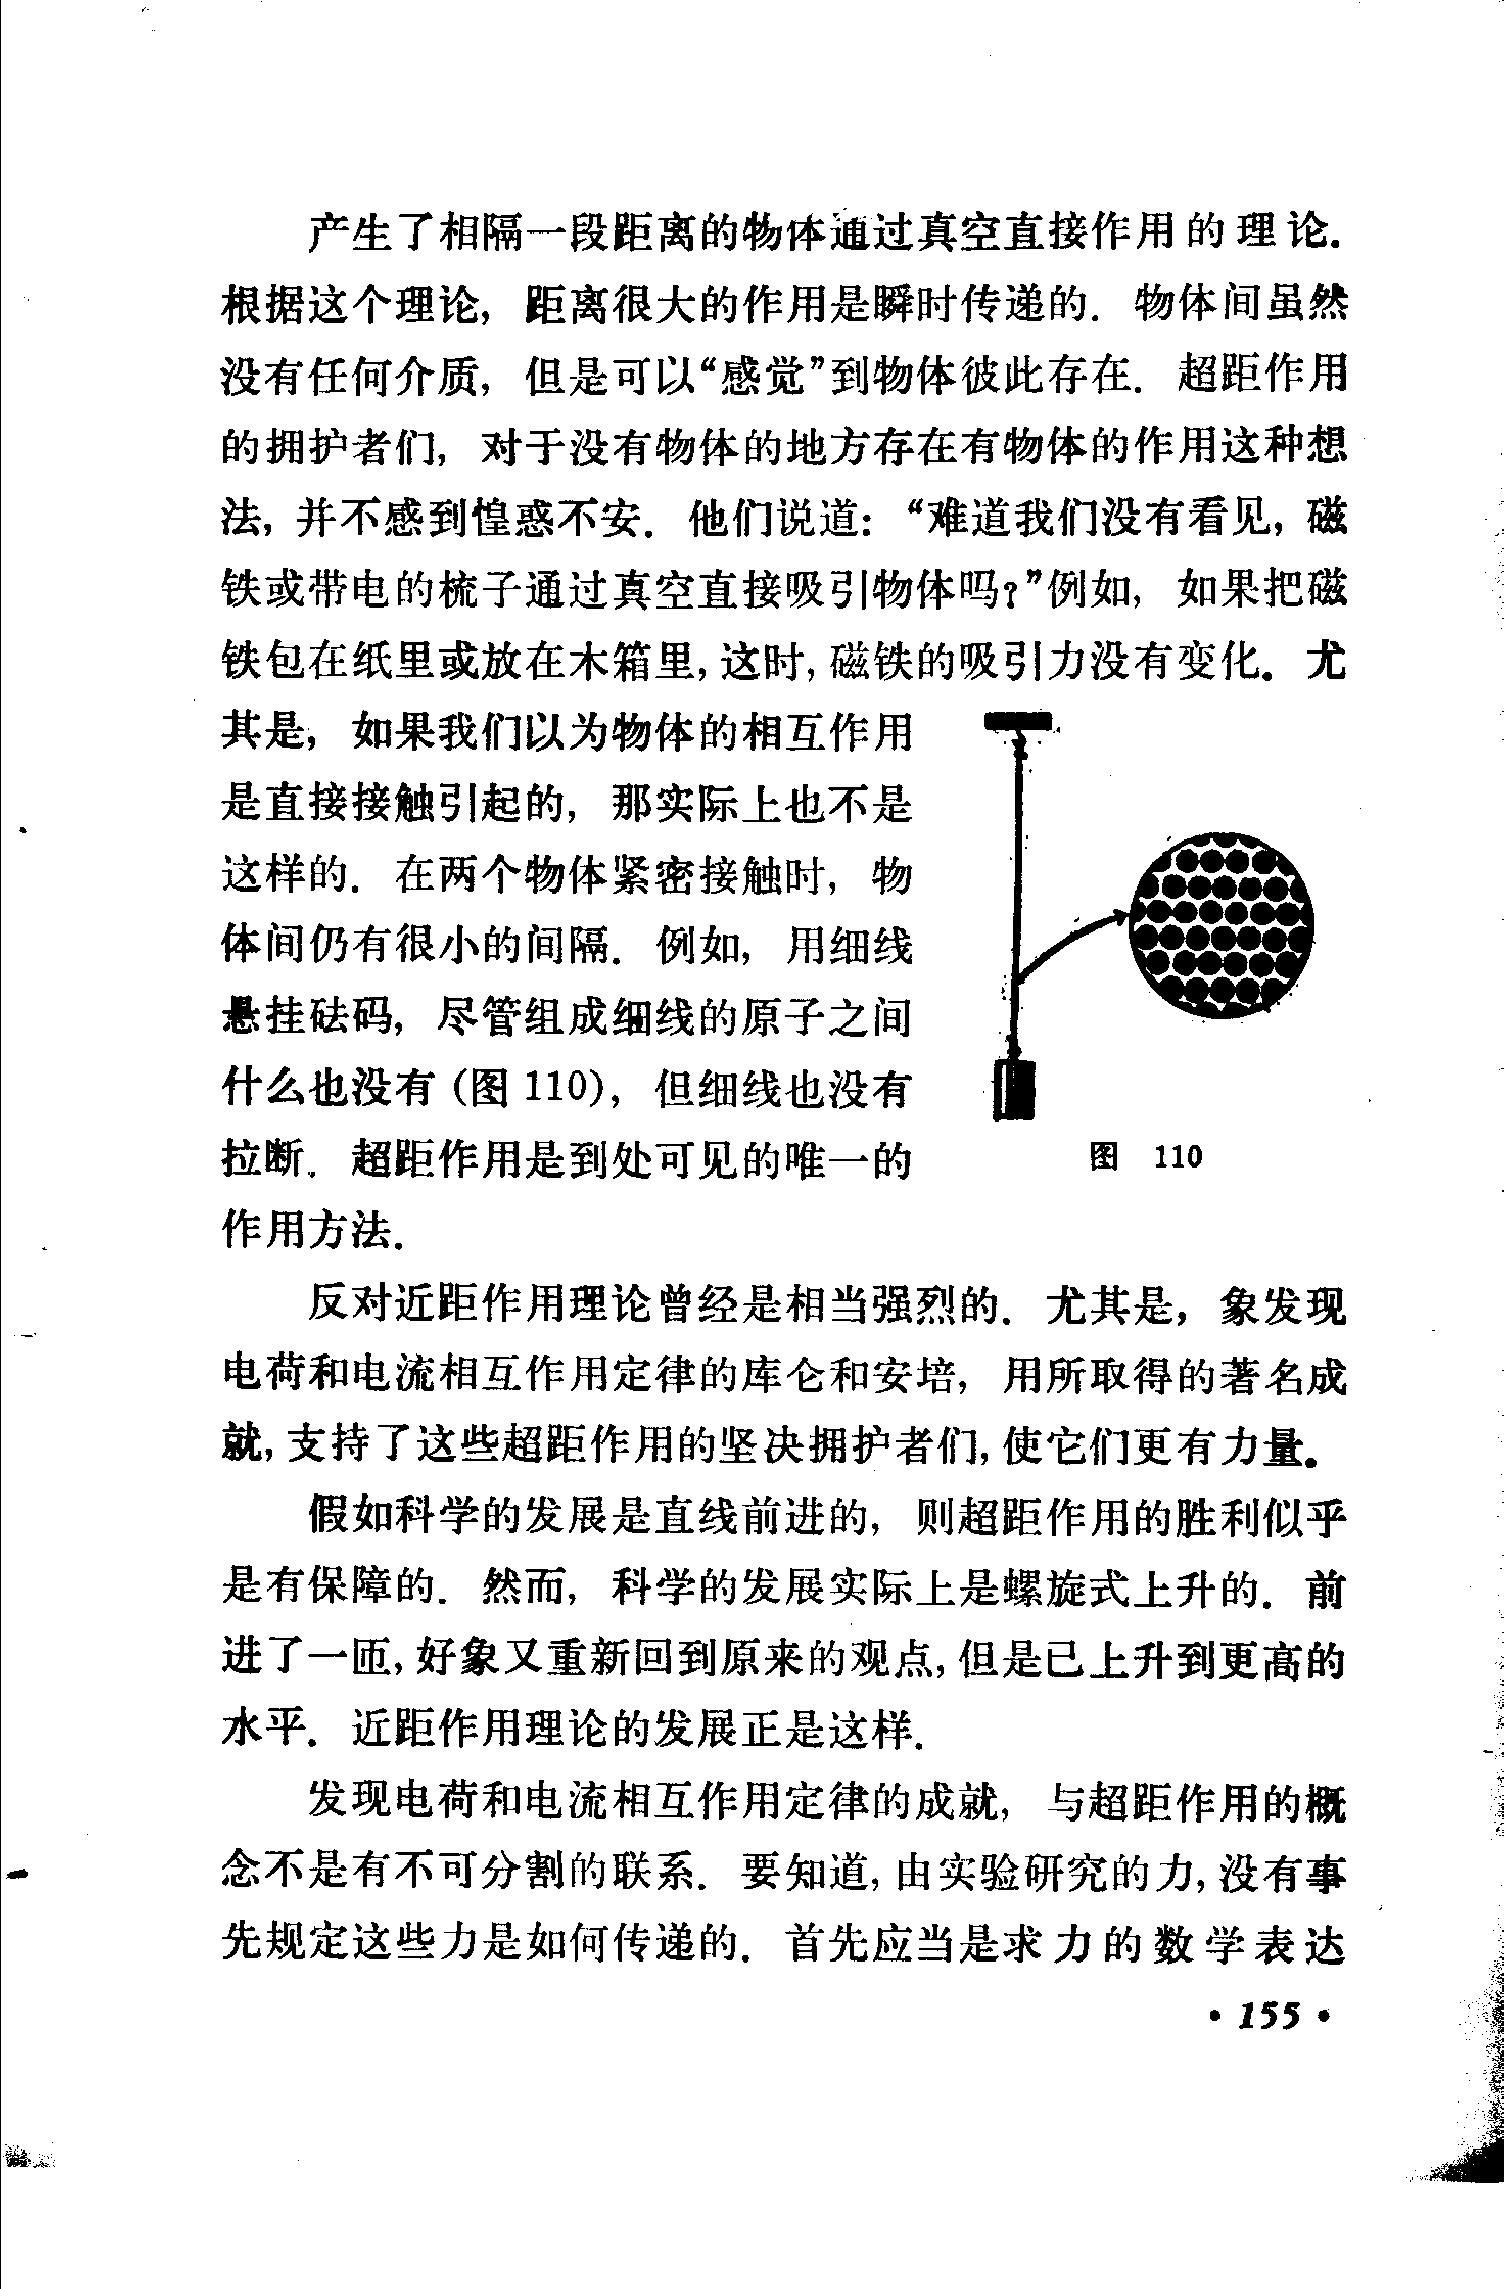 产生了相隔一段距离的物体通过真空直接作用的理论.
根据这个理论, 距离很大的作用是瞬时传递的. 物体间虽然
没有任何介质, 但是可以“感觉”到物体彼此存在. 超距作用
的拥护者们, 对于没有物体的地方存在有物体的作用这种想
法, 并不感到惶惑不安. 他们说道: “难道我们没有看见, 磁
铁或带电的梳子通过真空直接吸引物体吗?”例如, 如果把磁
铁包在纸里或放在木箱里, 这时, 磁铁的吸引力没有变化. 尤
其是, 如果我们以为物体的相互作用
是直接接触引起的, 那实际上也不是
这样的. 在两个物体紧密接触时, 物
体间仍有很小的间隔. 例如, 用细线
悬挂砝码, 尽管组成细线的原子之间
什么也没有 (图 110), 但细线也没有
拉断. 超距作用是到处可见的唯一的
作用方法.
图 110
反对近距作用理论曾经是相当强烈的. 尤其是, 象发现
电荷和电流相互作用定律的库仑和安培, 用所取得的著名成
就, 支持了这些超距作用的坚决拥护者们, 使它们更有力量.
假如科学的发展是直线前进的, 则超距作用的胜利似乎
是有保障的. 然而, 科学的发展实际上是螺旋式上升的. 前
进了一匝, 好象又重新回到原来的观点, 但是已上升到更高的
水平. 近距作用理论的发展正是这样.
发现电荷和电流相互作用定律的成就, 与超距作用的概
念不是有不可分割的联系. 要知道, 由实验研究的力, 没有事
先规定这些力是如何传递的. 首先应当是求力的数学表达
• 155 •